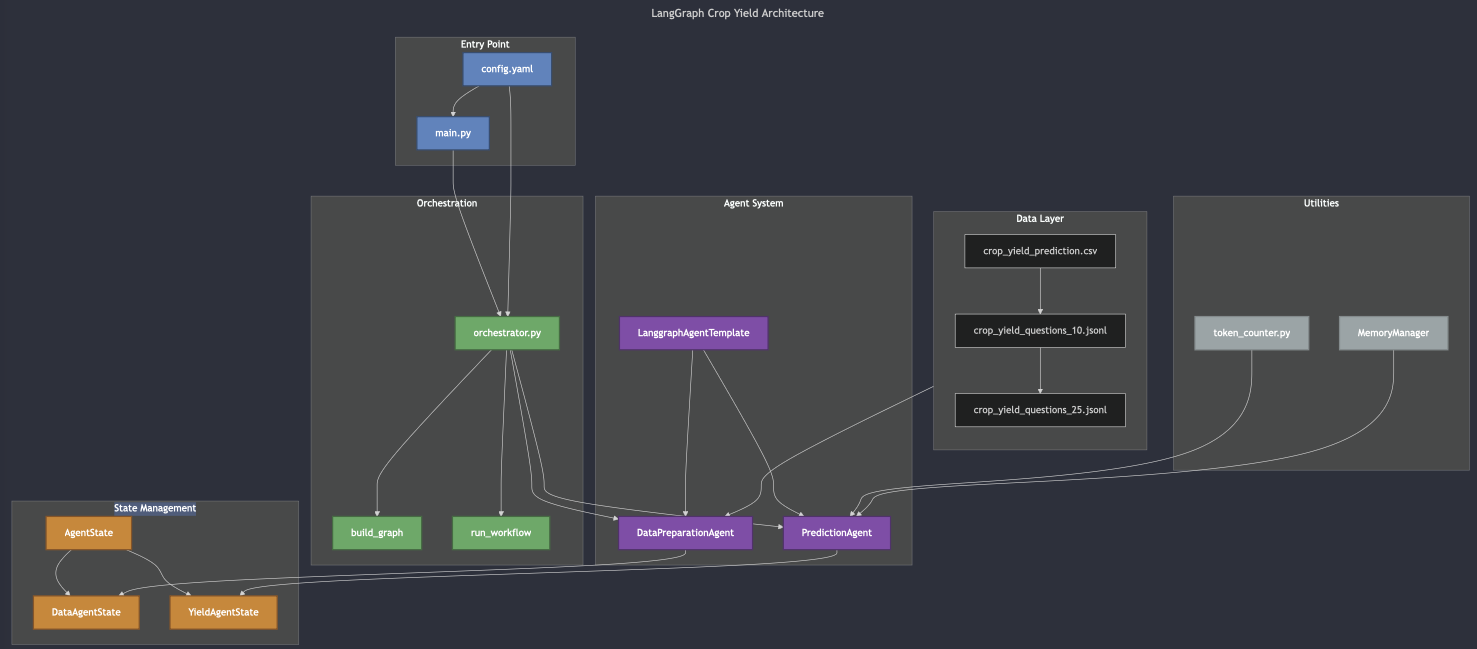 LangGraph Crop Yield Architecture
Entry Point
config.yaml
main.py
Orchestration
orchestrator.py
build_graph
run_workflow
Agent System
LanggraphAgentTemplate
DataPreparationAgent
PredictionAgent
Data Layer
crop_yield_prediction.csv
crop_yield_questions_10.jsonl
crop_yield_questions_25.jsonl
Utilities
token_counter.py
MemoryManager
State Management
AgentState
DataAgentState
YieldAgentState